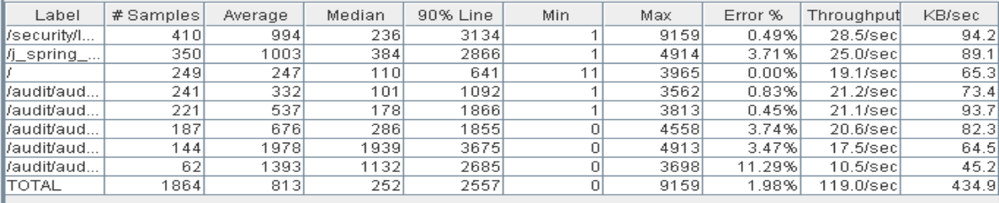 Label # Samples Average Median 90% Line Min Max Error % Throughput KB/sec
/security/l... 410 994 236 3134 1 9159 0.49% 28.5/sec 94.2
/j_spring_... 350 1003 384 2866 1 4914 3.71% 25.0/sec 89.1
/ 249 247 110 641 11 3965 0.00% 19.1/sec 65.3
/audit/aud... 241 332 101 1092 1 3562 0.83% 21.2/sec 73.4
/audit/aud... 221 537 178 1866 1 3813 0.45% 21.1/sec 93.7
/audit/aud... 187 676 286 1855 0 4558 3.74% 20.6/sec 82.3
/audit/aud... 144 1978 1939 3675 0 4913 3.47% 17.5/sec 64.5
/audit/aud... 62 1393 1132 2685 0 3698 11.29% 10.5/sec 45.2
TOTAL 1864 813 252 2557 0 9159 1.98% 119.0/sec 434.9